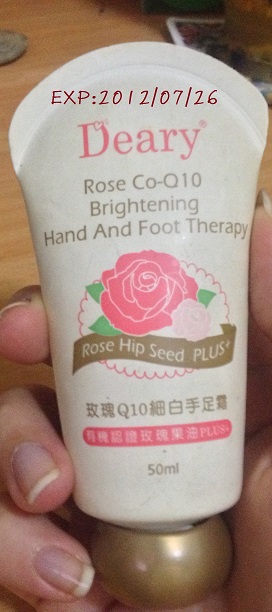 EXP:2012/07/26
Deary®
Rose Co-Q10
Brightening
Hand And Foot Therapy
Rose Hip Seed PLUS+
玫瑰Q10細白手足霜
有機認證玫瑰果油PLUS+
50ml